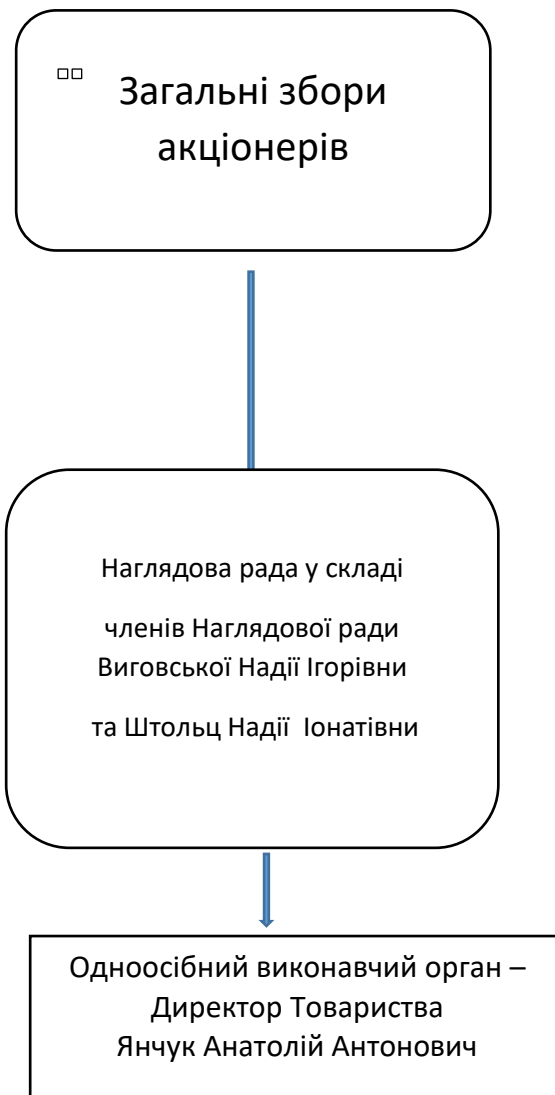 Загальні збори
акціонерів
Наглядова рада у складі
членів Наглядової ради
Виговської Надії Ігорівни
та Штольц Надії Іонатівни
Одноосібний виконавчий орган –
Директор Товариства
Янчук Анатолій Антонович